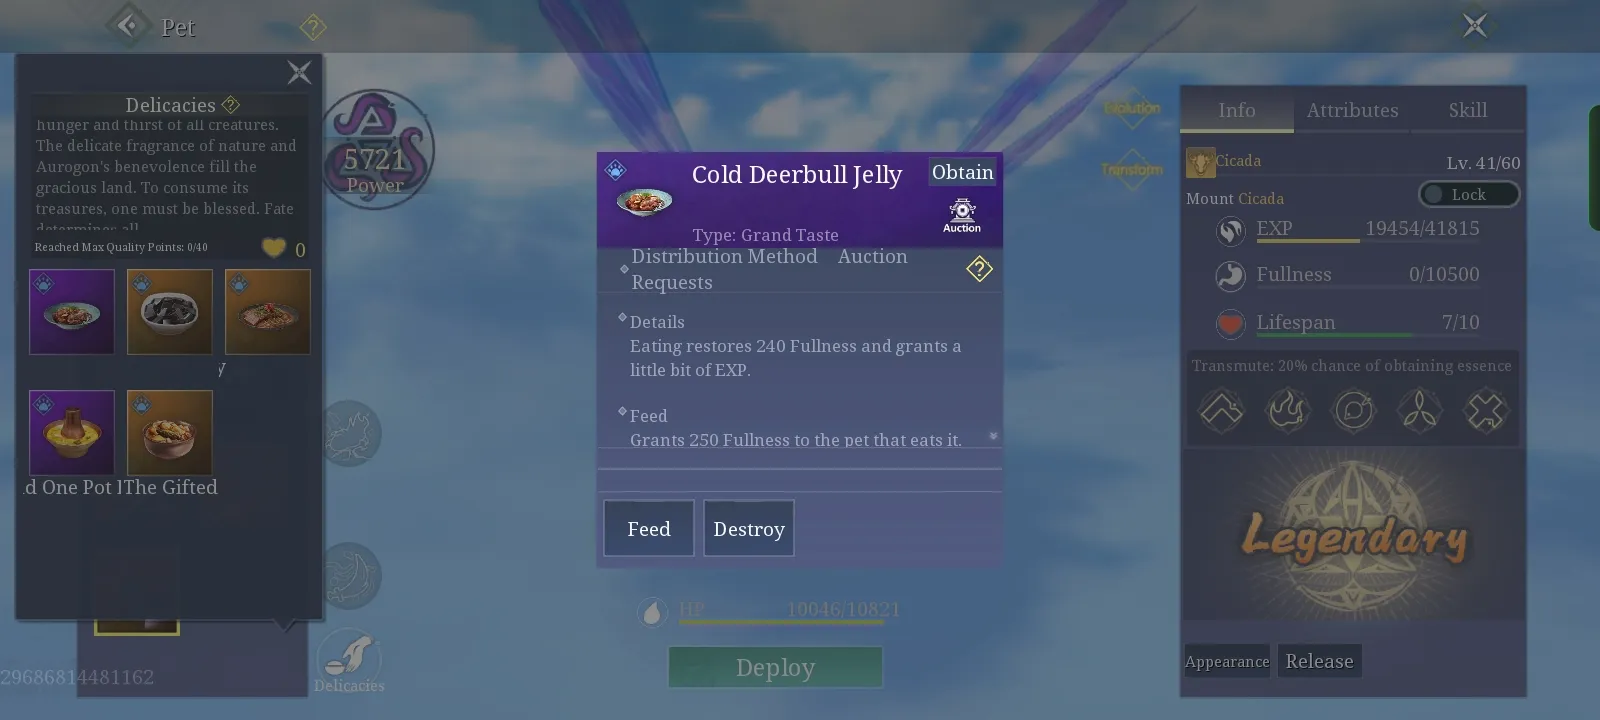 Pet
Delicacies
hunger and thirst of all creatures.
The delicate fragrance of nature and
Aurogon's benevolence fill the
gracious land. To consume its
treasures, one must be blessed. Fate
determines all
Reached Max Quality Points: 0/40
0
y
d One Pot
The Gifted
29686814481162
5721
Power
Delicacies
Cold Deerbull Jelly
Obtain
Auction
Type: Grand Taste
Distribution Method Auction
Requests
Details
Eating restores 240 Fullness and grants a
little bit of EXP.
Feed
Grants 250 Fullness to the pet that eats it.
Feed
Destroy
HP 10046/10821
Deploy
Evolution
Transform
Info
Attributes
Skill
Cicada
Lv. 41/60
Mount Cicada
Lock
EXP 19454/41815
Fullness 0/10500
Lifespan 7/10
Transmute: 20% chance of obtaining essence
Legendary
Appearance
Release